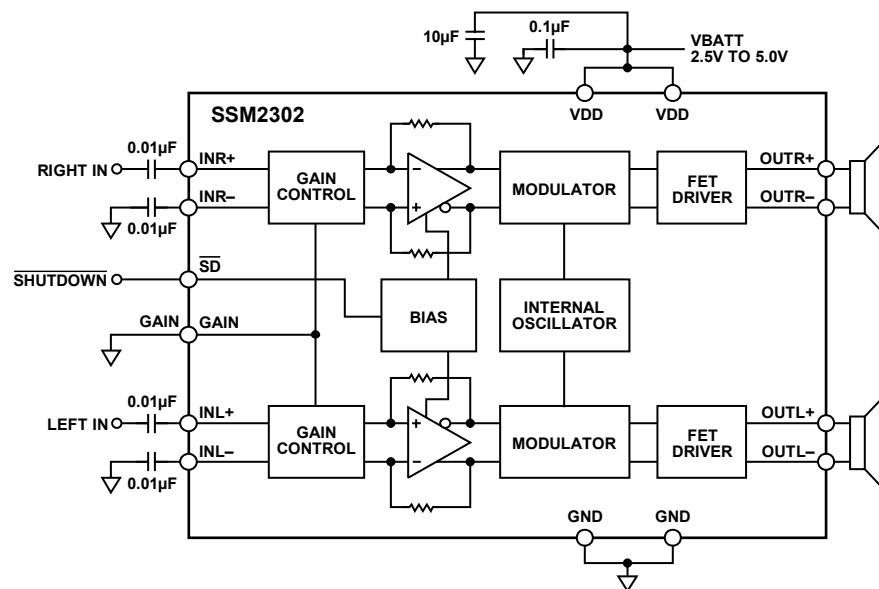 10µF
0.1µF
VBATT
2.5V TO 5.0V
SSM2302
VDD
VDD
RIGHT IN
0.01µF
INR+
GAIN
CONTROL
MODULATOR
FET
DRIVER
OUTR+
INR–
0.01µF
OUTR–
SHUTDOWN
SD
BIAS
INTERNAL
OSCILLATOR
GAIN
GAIN
LEFT IN
0.01µF
INL+
GAIN
CONTROL
MODULATOR
FET
DRIVER
OUTL+
INL–
0.01µF
OUTL–
GND
GND